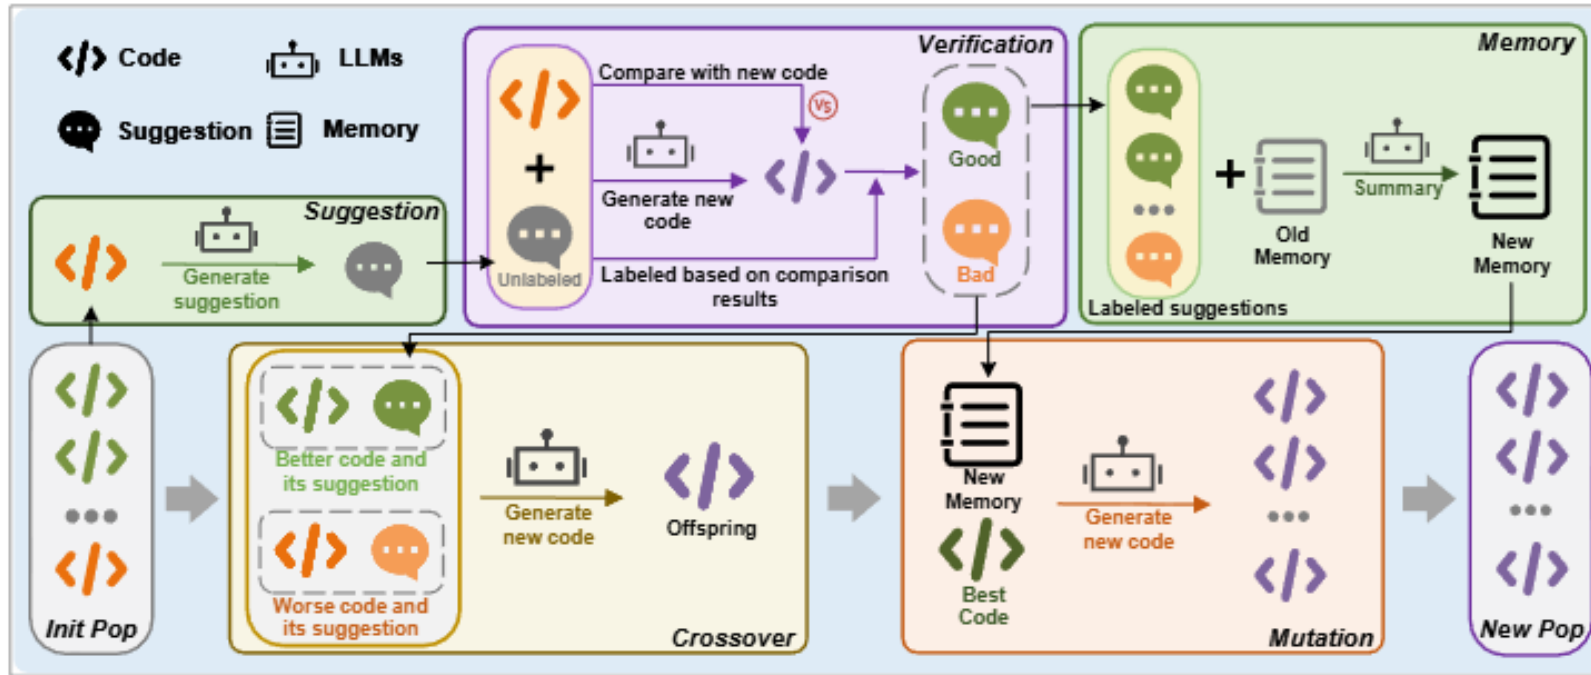 Code
LLMs
Suggestion
Memory
Suggestion
Generate
suggestion
Verification
Compare with new code
VS
Generate new
code
Unlabeled
Labeled based on comparison
results
Good
Bad
Memory
Labeled suggestions
Old
Memory
Summary
New
Memory
Init Pop
Better code and
its suggestion
Worse code and
its suggestion
Generate
new code
Offspring
Crossover
New
Memory
Best
Code
Generate
new code
Mutation
New Pop